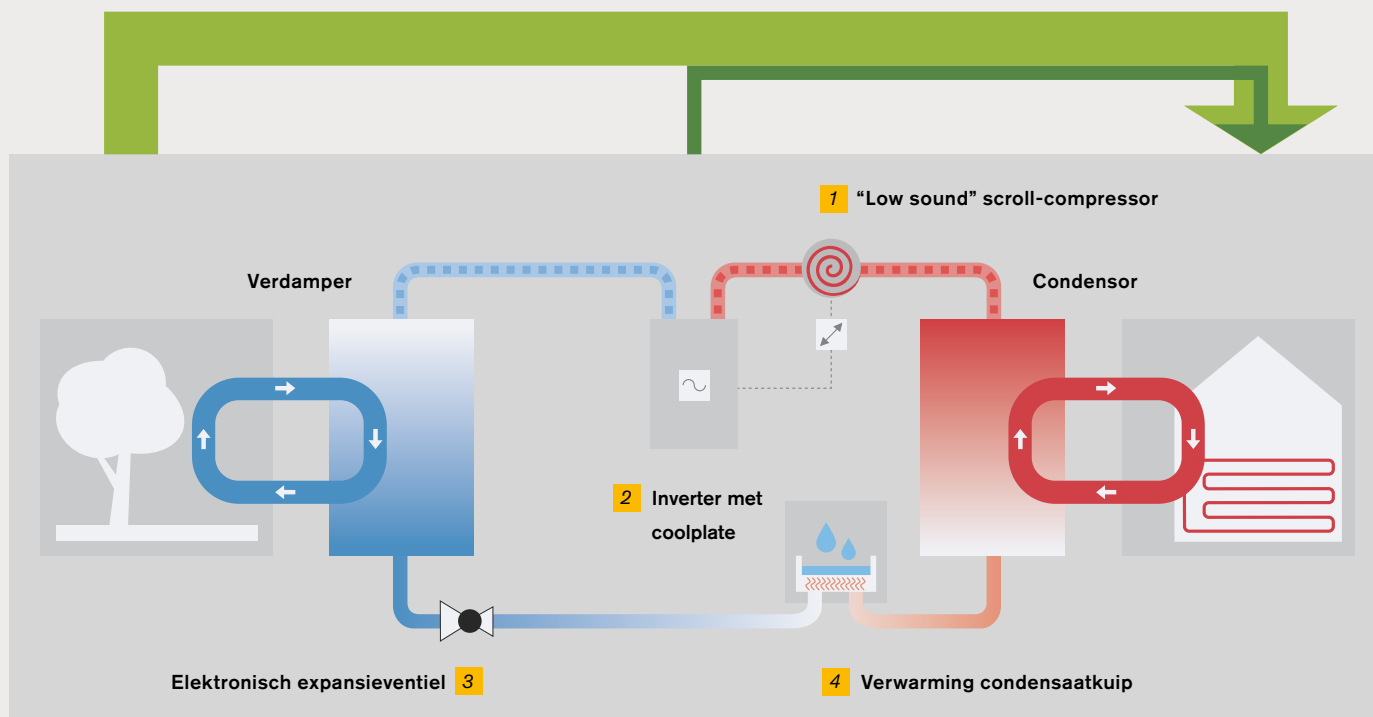 1 “Low sound” scroll-compressor
Verdamper
Condensor
2 Inverter met
coolplate
Elektronisch expansieventiel 3
4 Verwarming condensaatkuip